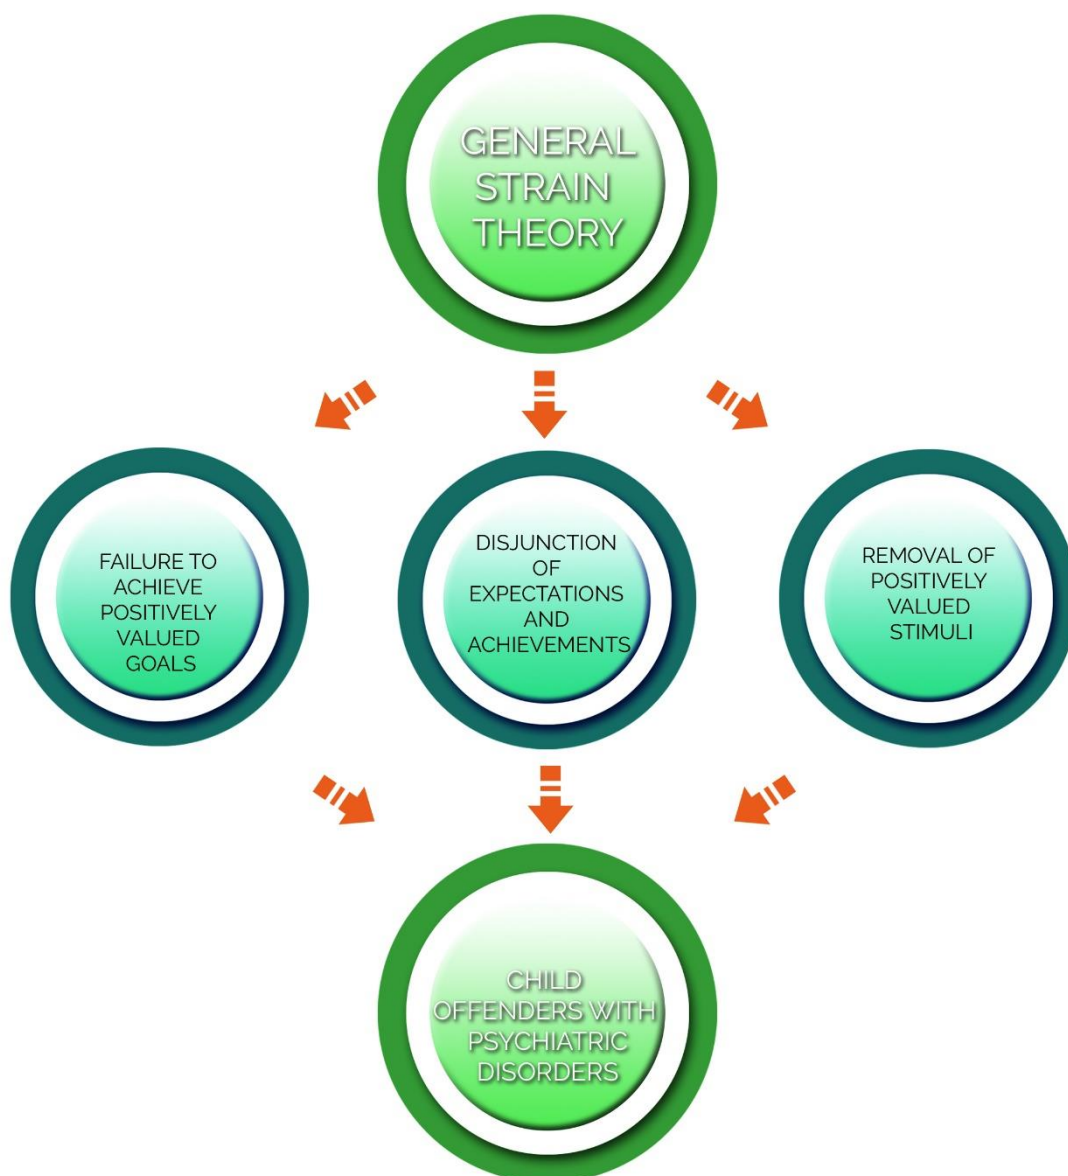 GENERAL
STRAIN
THEORY
FAILURE TO
ACHIEVE
POSITIVELY
VALUED
GOALS
DISJUNCTION
OF
EXPECTATIONS
AND
ACHIEVEMENTS
REMOVAL OF
POSITIVELY
VALUED
STIMULI
CHILD
OFFENDERS WITH
PSYCHIATRIC
DISORDERS